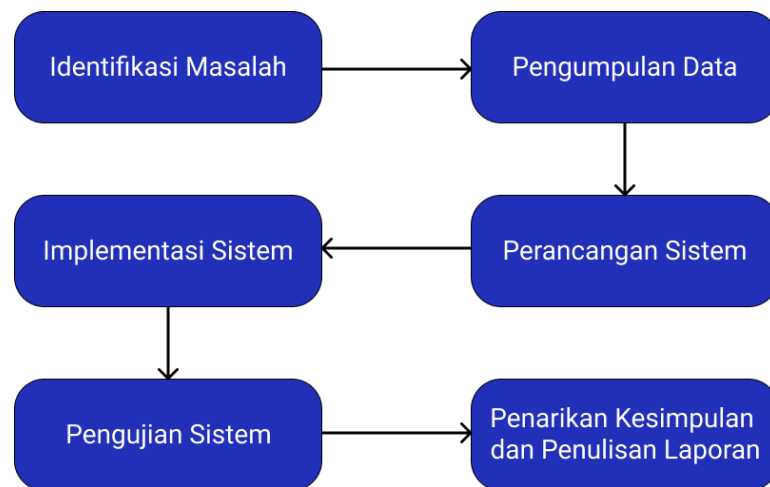 Identifikasi Masalah
Pengumpulan Data
Implementasi Sistem
Perancangan Sistem
Pengujian Sistem
Penarikan Kesimpulan
dan Penulisan Laporan